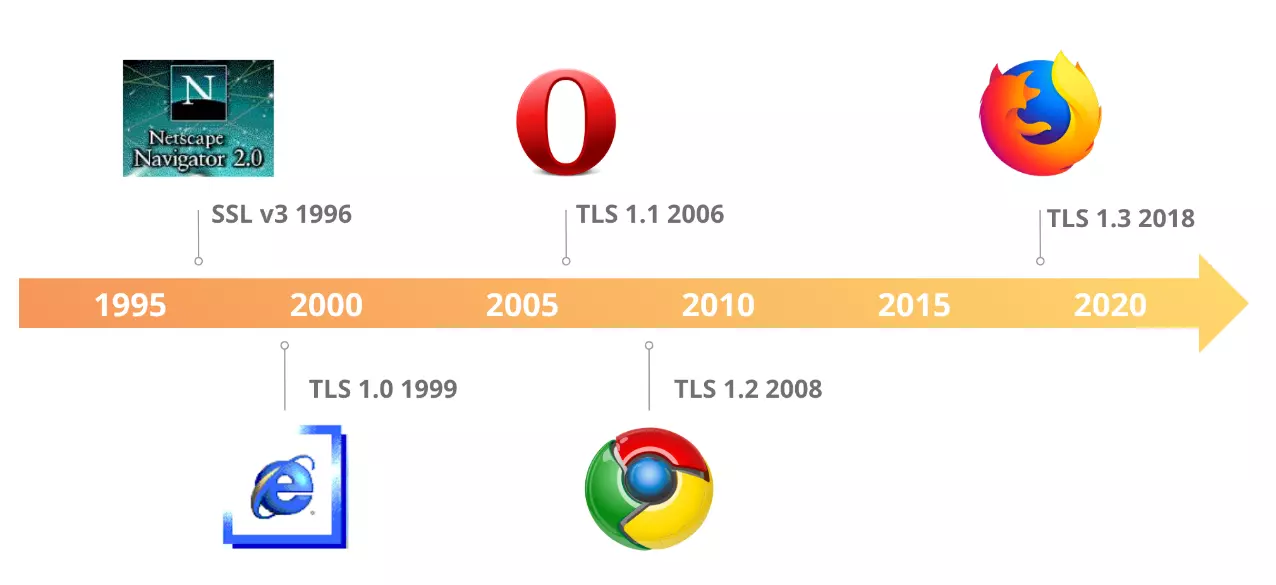 N
Netscape
Navigator 2.0
SSL v3 1996
TLS 1.1 2006
TLS 1.3 2018
1995 2000 2005 2010 2015 2020
TLS 1.0 1999
TLS 1.2 2008